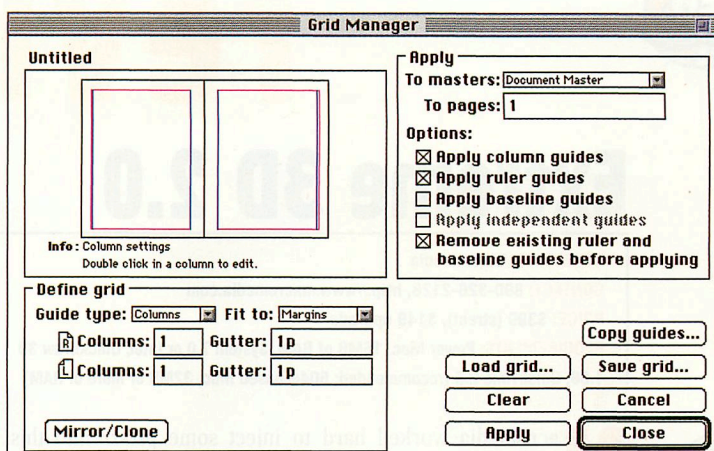 Grid Manager
Untitled
Info: Column settings
Double click in a column to edit.
Define grid
Guide type: Columns Fit to: Margins
R Columns: 1 Gutter: 1p
L Columns: 1 Gutter: 1p
Mirror/Clone
Apply
To masters: Document Master
To pages: 1
Options:
Apply column guides
Apply ruler guides
Apply baseline guides
Apply independent guides
Remove existing ruler and
baseline guides before applying
Copy guides...
Load grid... Save grid...
Clear Cancel
Apply Close
3D 2.0